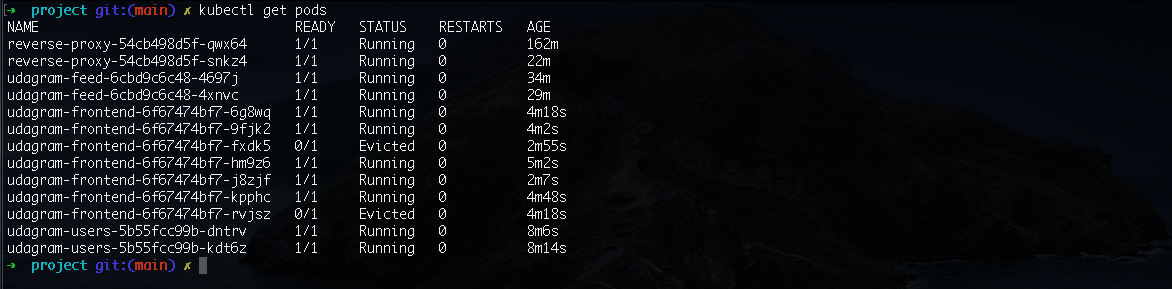 ➜  project git:(main) ✗ kubectl get pods
NAME                                READY   STATUS    RESTARTS   AGE
reverse-proxy-54cb498d5f-qwx64      1/1     Running   0          162m
reverse-proxy-54cb498d5f-snkz4      1/1     Running   0          22m
udagram-feed-6cbd9c6c48-4697j       1/1     Running   0          34m
udagram-feed-6cbd9c6c48-4xnvc       1/1     Running   0          29m
udagram-frontend-6f67474bf7-6g8wq   1/1     Running   0          4m18s
udagram-frontend-6f67474bf7-9fjk2   1/1     Running   0          4m2s
udagram-frontend-6f67474bf7-fxdk5   0/1     Evicted   0          2m55s
udagram-frontend-6f67474bf7-hm9z6   1/1     Running   0          5m2s
udagram-frontend-6f67474bf7-j8zjf   1/1     Running   0          2m7s
udagram-frontend-6f67474bf7-kpphc   1/1     Running   0          4m48s
udagram-frontend-6f67474bf7-rvjsz   0/1     Evicted   0          4m18s
udagram-users-5b55fcc99b-dntrv      1/1     Running   0          8m6s
udagram-users-5b55fcc99b-kdt6z      1/1     Running   0          8m14s
➜  project git:(main) ✗